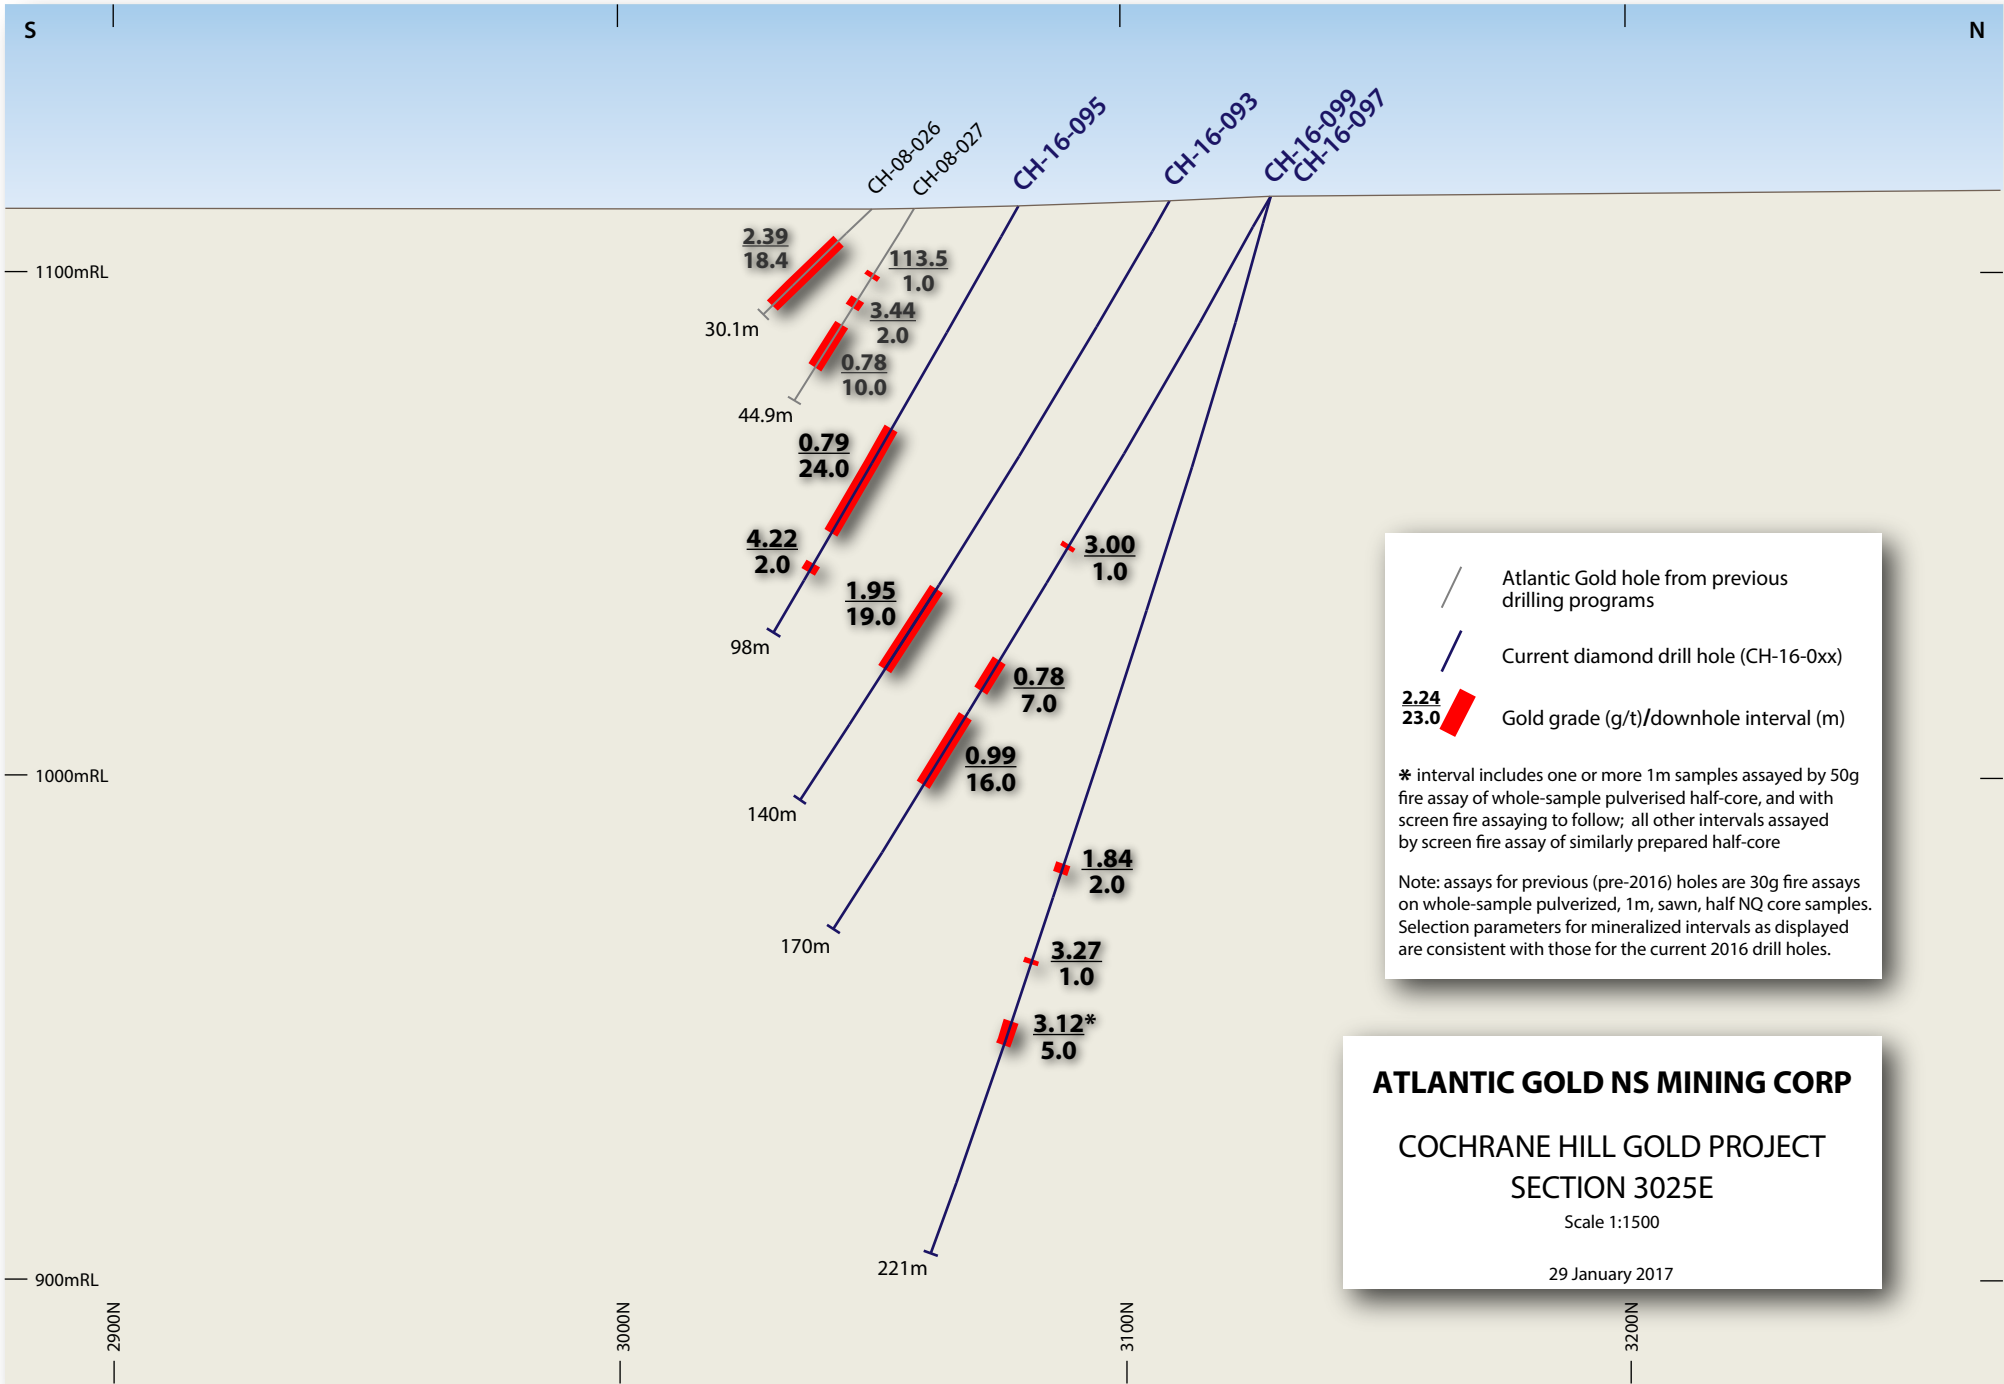 S
N
CH-08-026
CH-08-027
CH-16-095
CH-16-093
CH-16-099
CH-16-097
1100mRL
2.39
18.4
30.1m
113.5
1.0
3.44
2.0
0.78
10.0
44.9m
0.79
24.0
4.22
2.0
98m
1.95
19.0
140m
3.00
1.0
0.78
7.0
0.99
16.0
170m
1000mRL
1.84
2.0
3.27
1.0
3.12*
5.0
221m
900mRL
2900N
3000N
3100N
3200N
Atlantic Gold hole from previous
drilling programs
Current diamond drill hole (CH-16-0xx)
2.24
23.0
Gold grade (g/t)/downhole interval (m)
* interval includes one or more 1m samples assayed by 50g
fire assay of whole-sample pulverised half-core, and with
screen fire assaying to follow; all other intervals assayed
by screen fire assay of similarly prepared half-core
Note: assays for previous (pre-2016) holes are 30g fire assays
on whole-sample pulverized, 1m, sawn, half NQ core samples.
Selection parameters for mineralized intervals as displayed
are consistent with those for the current 2016 drill holes.
ATLANTIC GOLD NS MINING CORP
COCHRANE HILL GOLD PROJECT
SECTION 3025E
Scale 1:1500
29 January 2017